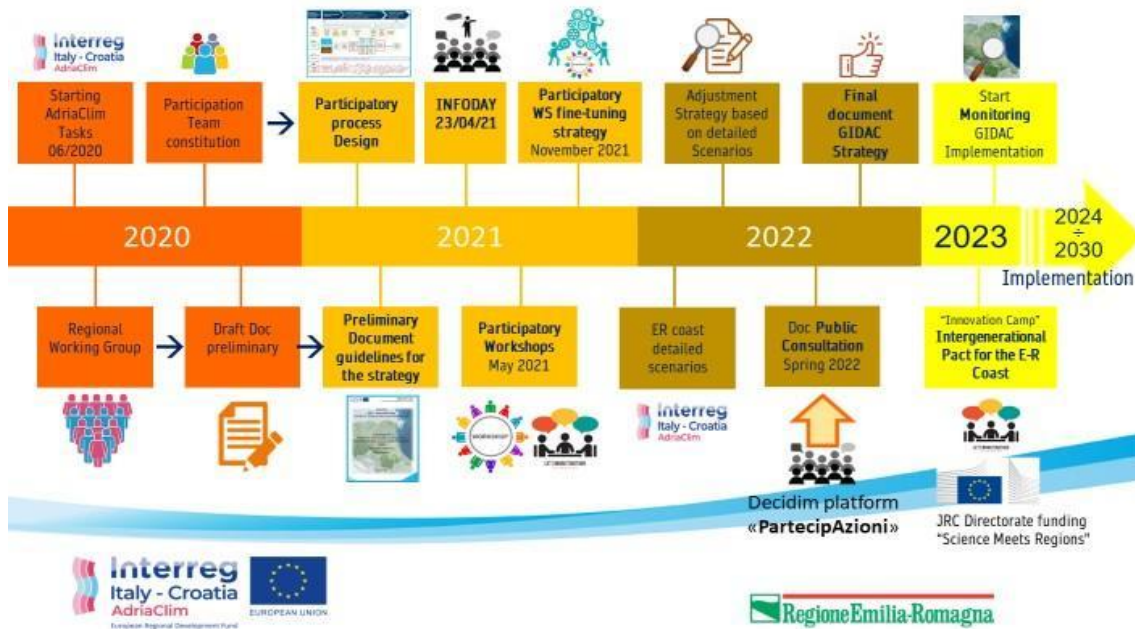 Interreg
Italy - Croatia
AdriaClim
Starting
AdriaClim
Tasks
06/2020
Participation
Team
constitution
Participatory
process
Design
INFODAY
23/04/21
Participatory
WS fine-tuning
strategy
November 2021
Adjustment
Strategy based
on detailed
Scenarios
Final
document
GIDAC
Strategy
Start
Monitoring
GIDAC
Implementation
2020
2021
2022
2023
2024
÷
2030
Implementation
Regional
Working Group
Draft Doc
preliminary
Preliminary
Document
guidelines for
the strategy
Participatory
Workshops
May 2021
ER coast
detailed
scenarios
Doc Public
Consultation
Spring 2022
"Innovation Camp"
Intergenerational
Pact for the E-R
Coast
WORKSHOP
Interreg
Italy - Croatia
AdriaClim
Decidim platform
«PartecipAzioni»
JRC Directorate funding
"Science Meets Regions"
Interreg
Italy - Croatia
AdriaClim
European Regional Development Fund
EUROPEAN UNION
RegioneEmilia-Romagna